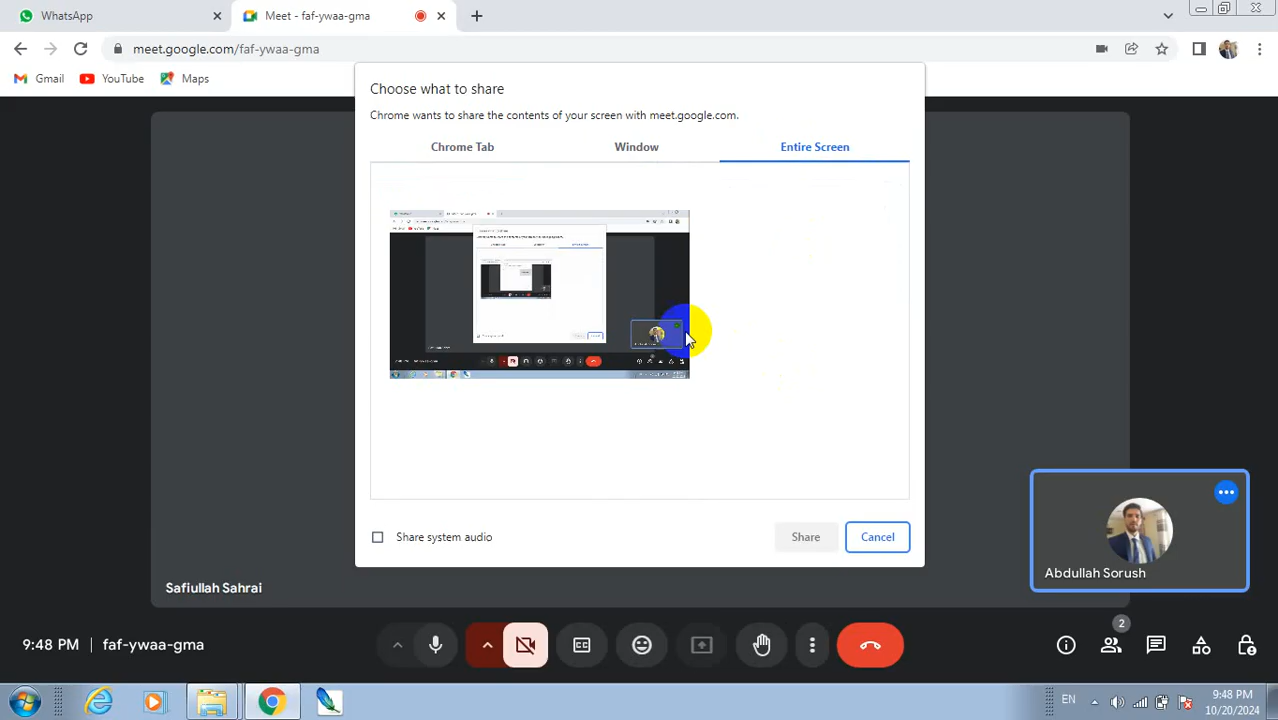 WhatsApp
Meet - faf-ywaa-gma
meet.google.com/faf-ywaa-gma
Gmail
YouTube
Maps
Choose what to share
Chrome wants to share the contents of your screen with meet.google.com.
Chrome Tab
Window
Entire Screen
Share system audio
Share
Cancel
Abdullah Sorush
Safiullah Sahrai
9:48 PM | faf-ywaa-gma
2
EN
9:48 PM
10/20/2024